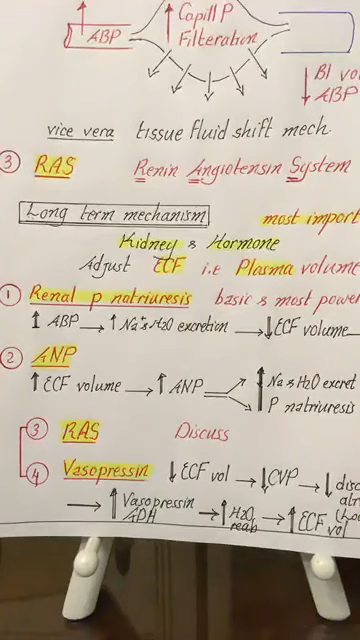 ↑ ABP
↑ Capill P
Filteration
↓ Bl vo
ABP
vice vera tissue fluid shift mech.
③ RAS Renin Angiotensin System
Long term mechanism most import
Kidney & Hormone
Adjust ECF i.e Plasma volume
① Renal p natriuresis basic & most power
↑ ABP → ↑ Na⁺& H2O excretion → ↓ ECF volume
② ANP
↑ ECF volume → ↑ ANP ↑ Na & H2O excret
P natriuresis
③ RAS Discuss
④ Vasopressin ↓ ECF vol → ↓ CVP → ↓ disc
→ ↑ Vasopressin
ADH → ↑ H2O
reab → ↑ ECF
vol